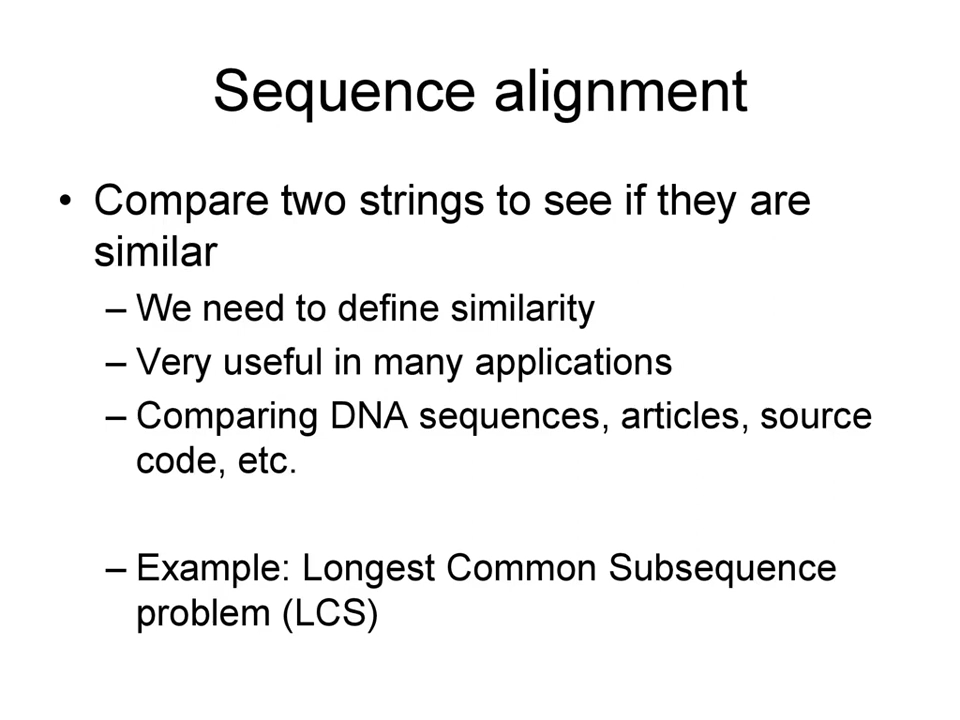 Sequence alignment
• Compare two strings to see if they are
similar
– We need to define similarity
– Very useful in many applications
– Comparing DNA sequences, articles, source
code, etc.
– Example: Longest Common Subsequence
problem (LCS)